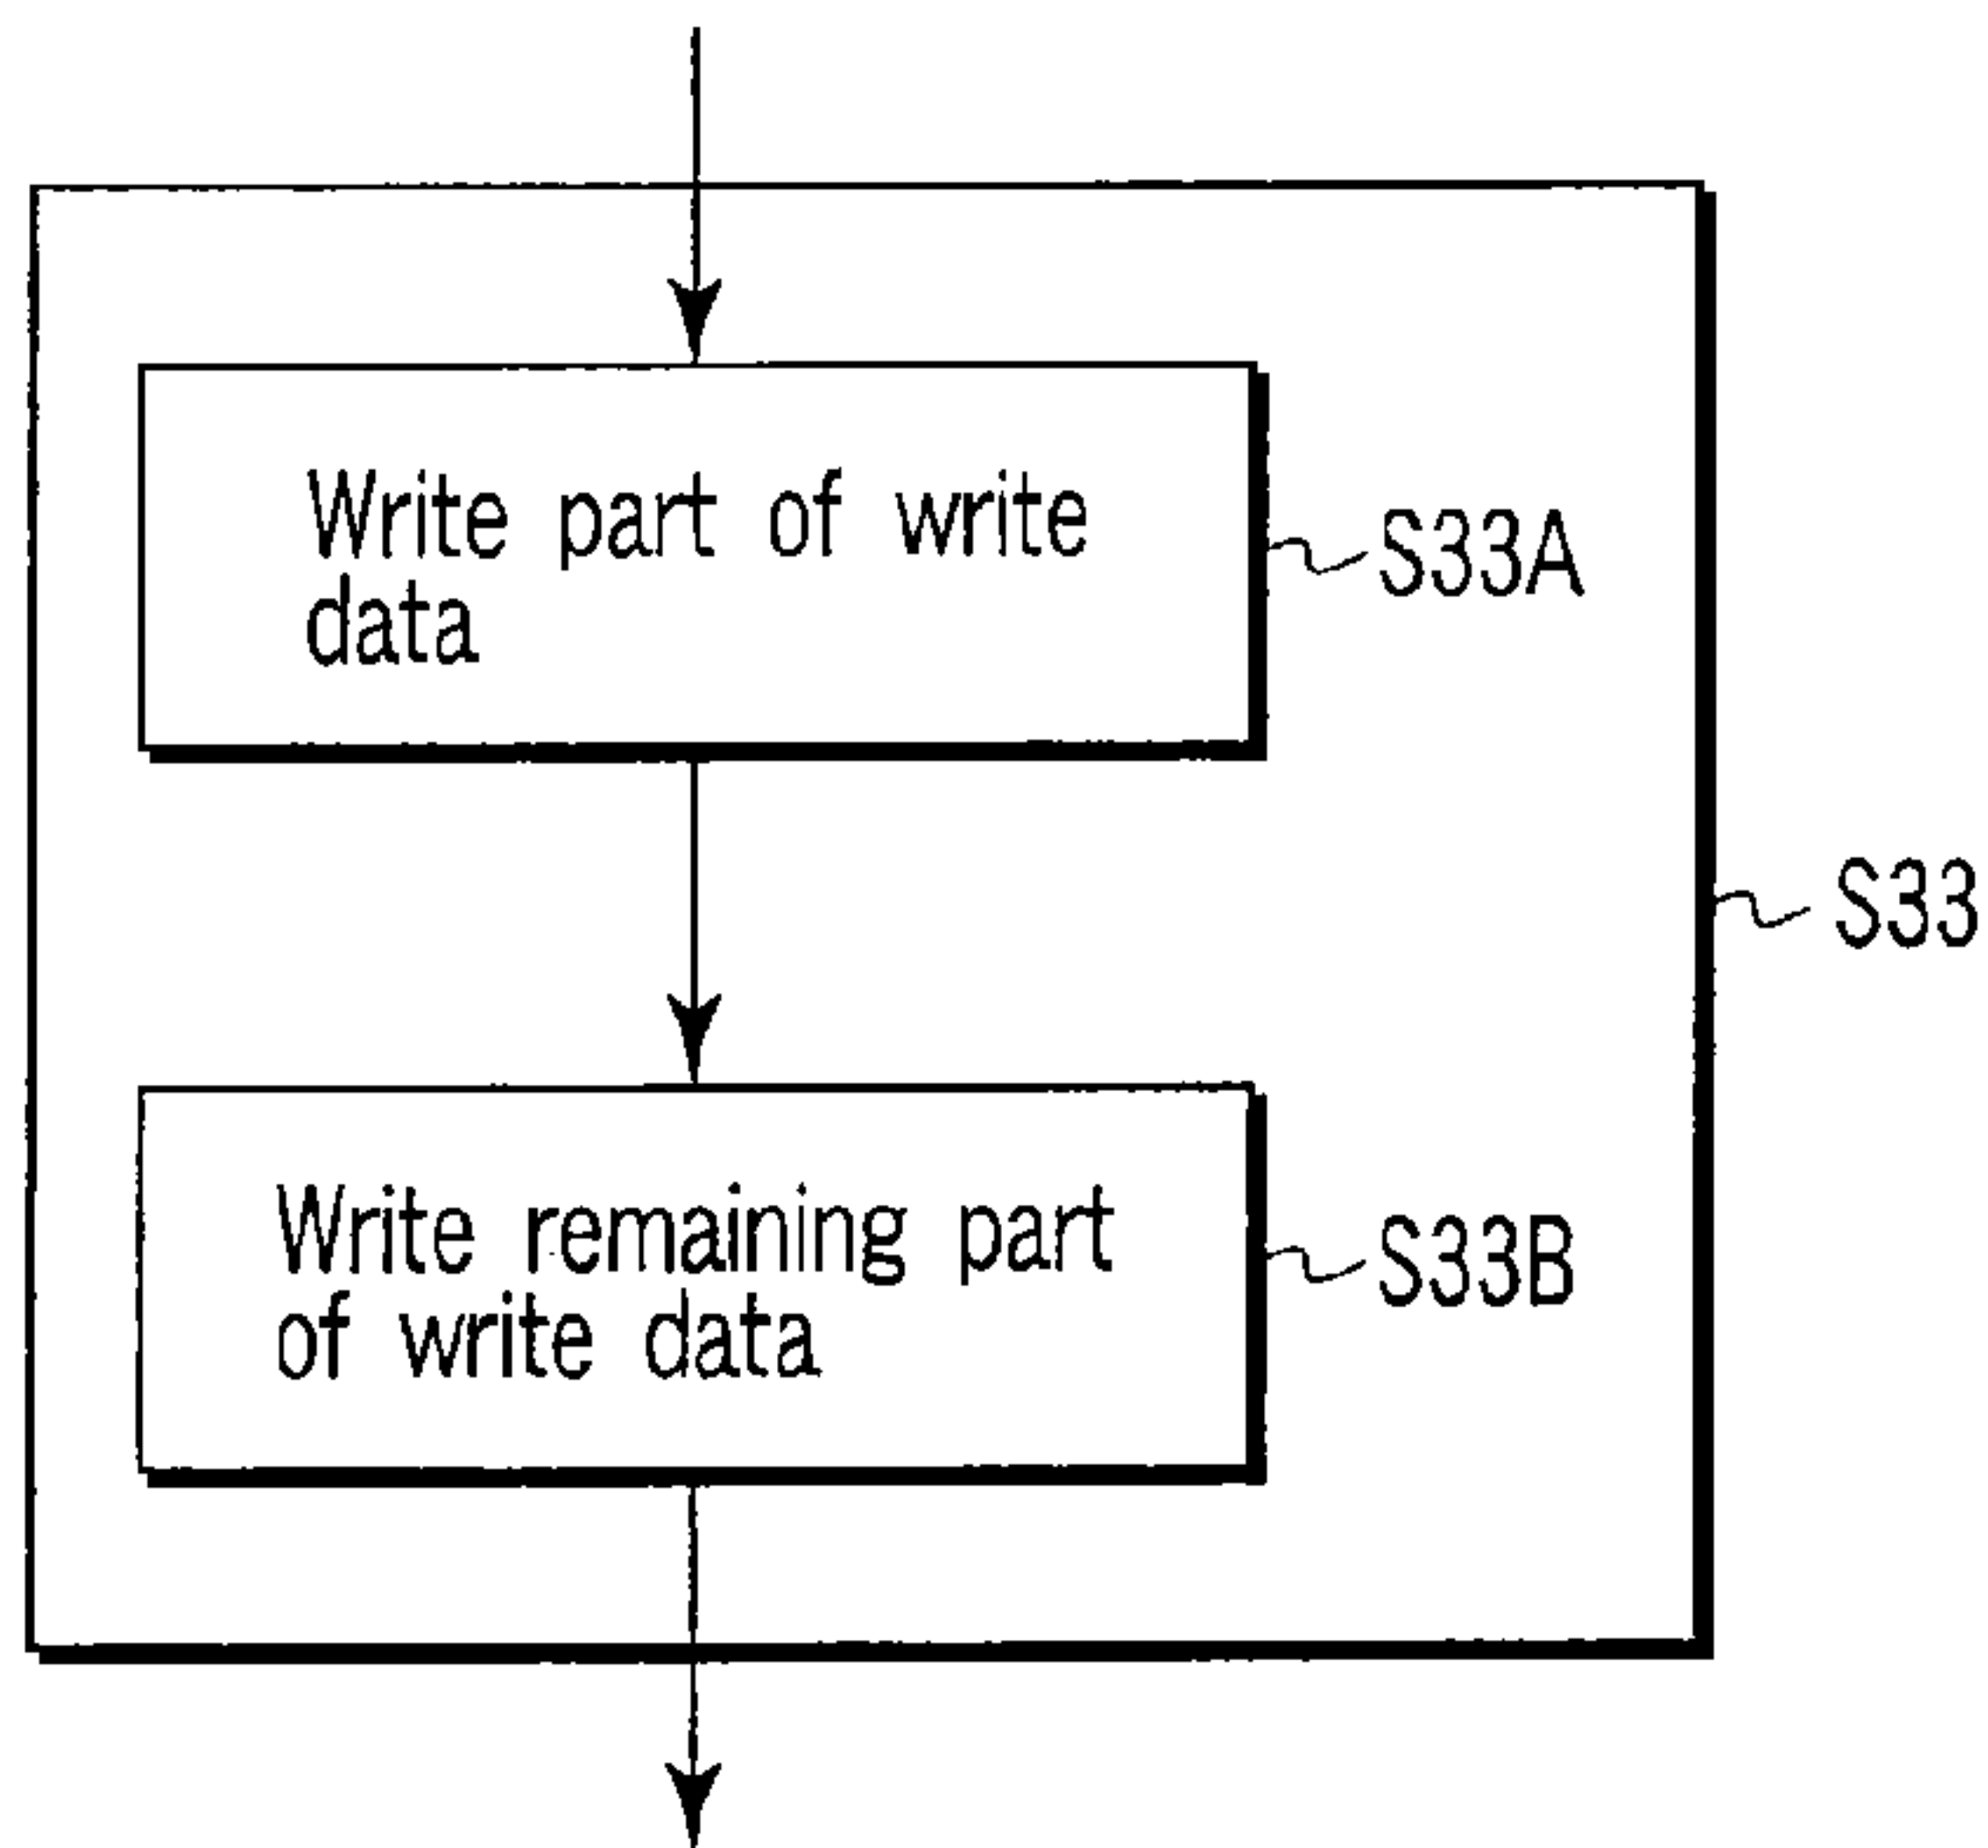 Write part of write
data
S33A
S33
Write remaining part
of write data
S33B